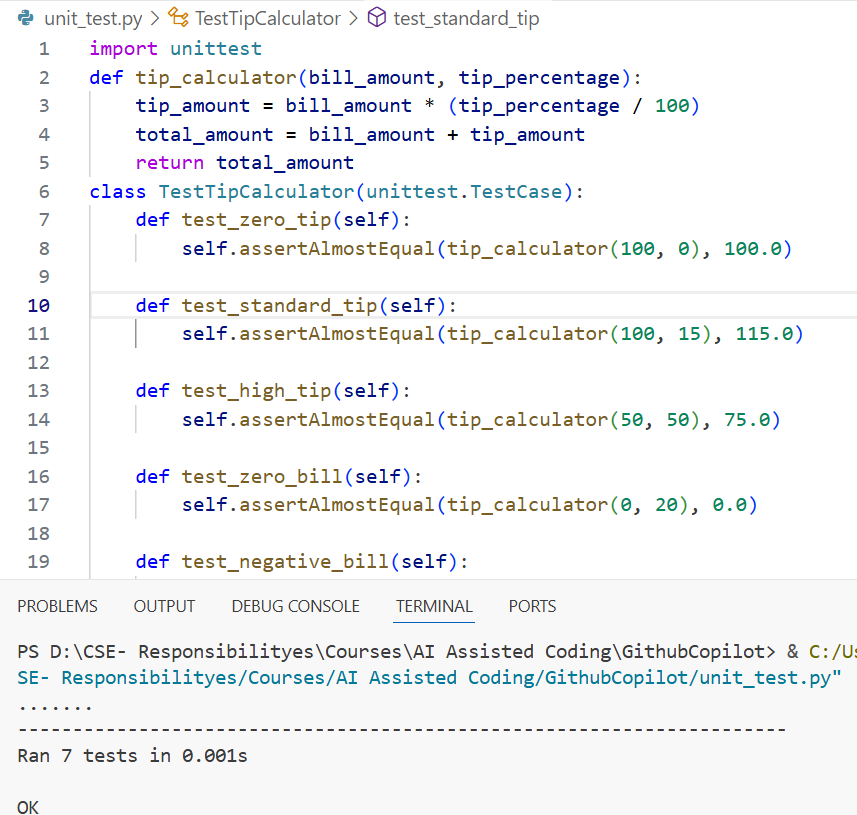 unit_test.py > TestTipCalculator > test_standard_tip
1 import unittest
2 def tip_calculator(bill_amount, tip_percentage):
3     tip_amount = bill_amount * (tip_percentage / 100)
4     total_amount = bill_amount + tip_amount
5     return total_amount
6 class TestTipCalculator(unittest.TestCase):
7     def test_zero_tip(self):
8         self.assertAlmostEqual(tip_calculator(100, 0), 100.0)
9
10     def test_standard_tip(self):
11         self.assertAlmostEqual(tip_calculator(100, 15), 115.0)
12
13     def test_high_tip(self):
14         self.assertAlmostEqual(tip_calculator(50, 50), 75.0)
15
16     def test_zero_bill(self):
17         self.assertAlmostEqual(tip_calculator(0, 20), 0.0)
18
19     def test_negative_bill(self):
PROBLEMS OUTPUT DEBUG CONSOLE TERMINAL PORTS
PS D:\CSE- Responsibilityes\Courses\AI Assisted Coding\GithubCopilot> & C:/Us
SE- Responsibilityes/Courses/AI Assisted Coding/GithubCopilot/unit_test.py"
.......
----------------------------------------------------------------------
Ran 7 tests in 0.001s

OK